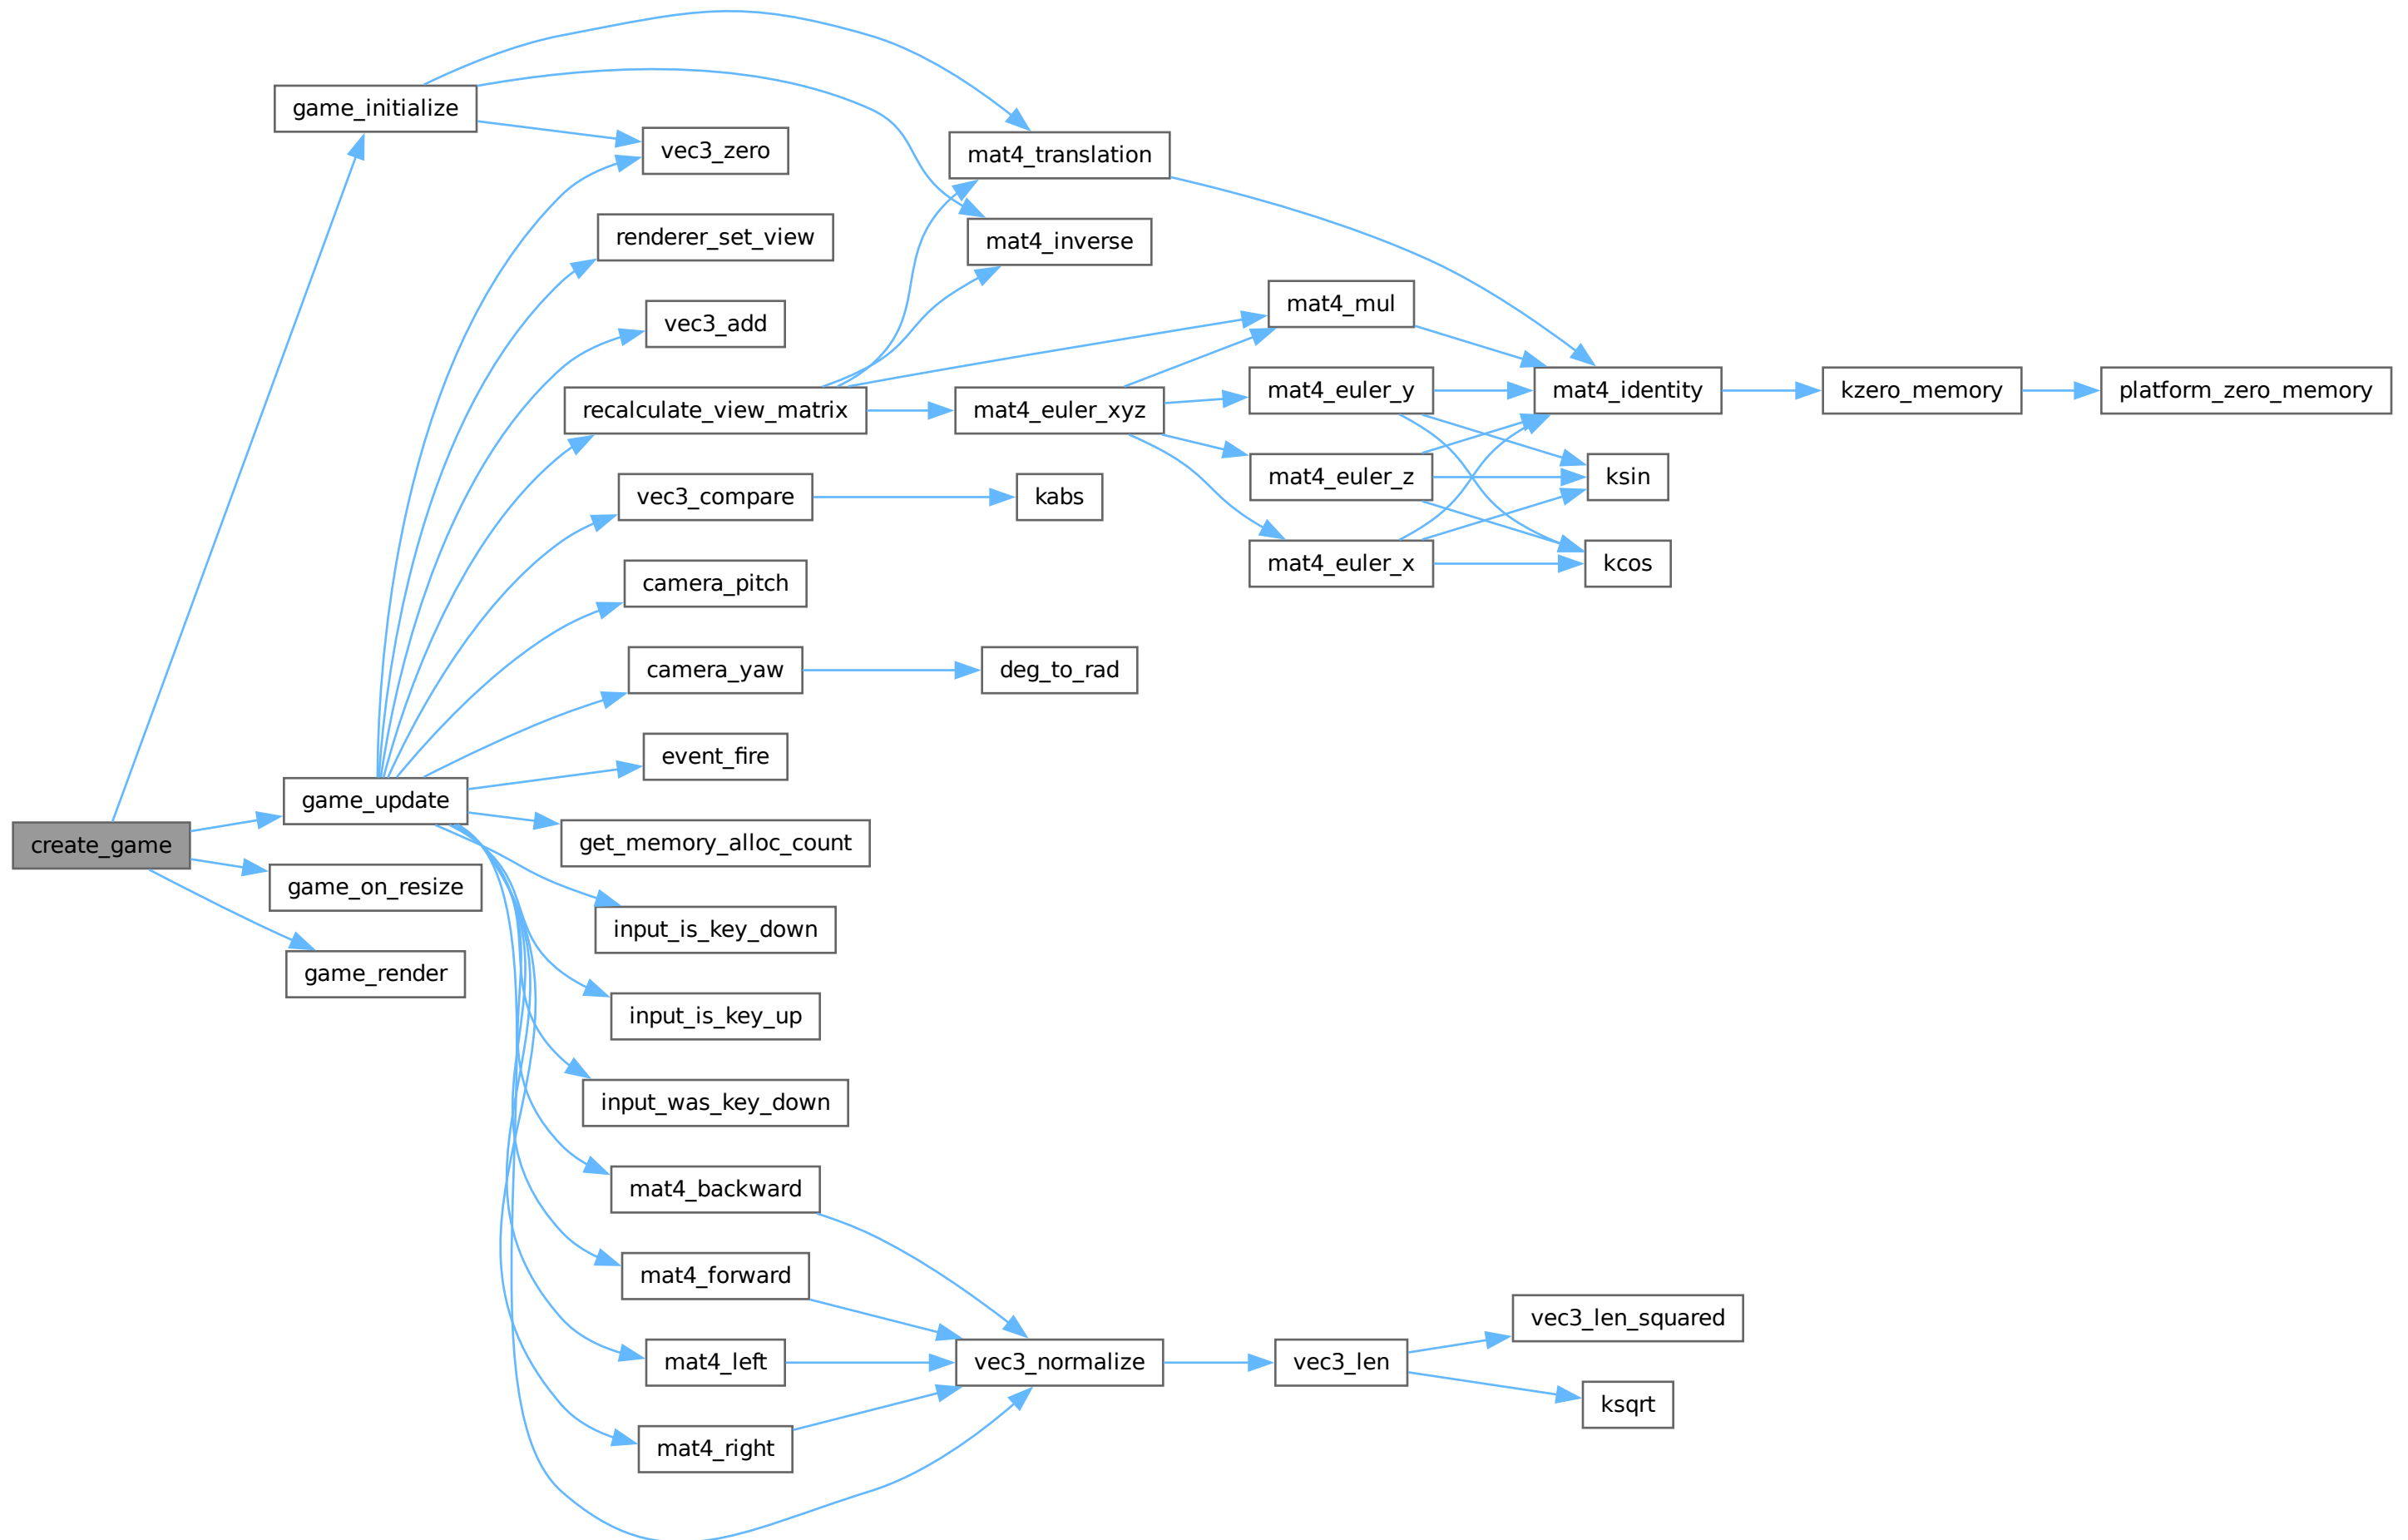 game_initialize
vec3_zero
mat4_translation
renderer_set_view
mat4_inverse
vec3_add
mat4_mul
recalculate_view_matrix
mat4_euler_xyz
mat4_euler_y
mat4_identity
kzero_memory
platform_zero_memory
vec3_compare
kabs
mat4_euler_z
ksin
camera_pitch
mat4_euler_x
kcos
camera_yaw
deg_to_rad
event_fire
game_update
get_memory_alloc_count
create_game
game_on_resize
input_is_key_down
game_render
input_is_key_up
input_was_key_down
mat4_backward
mat4_forward
vec3_len_squared
mat4_left
vec3_normalize
vec3_len
ksqrt
mat4_right